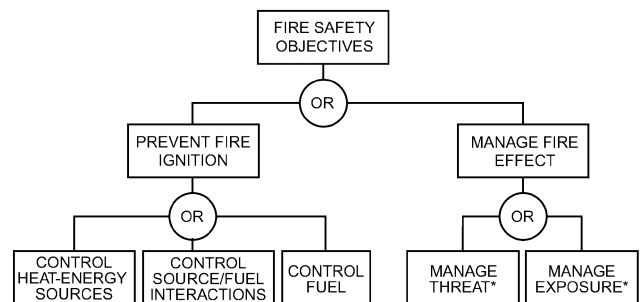 FIRE SAFETY
OBJECTIVES
OR
PREVENT FIRE
IGNITION
MANAGE FIRE
EFFECT
OR
OR
CONTROL
HEAT-ENERGY
SOURCES
CONTROL
SOURCE/FUEL
INTERACTIONS
CONTROL
FUEL
MANAGE
THREAT*
MANAGE
EXPOSURE*